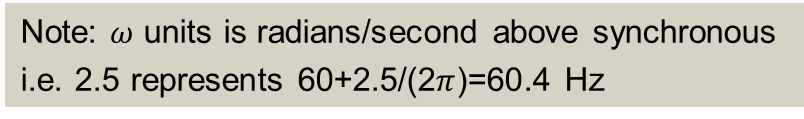 Note: ω units is radians/second above synchronous
i.e. 2.5 represents 60+2.5/(2π)=60.4 Hz